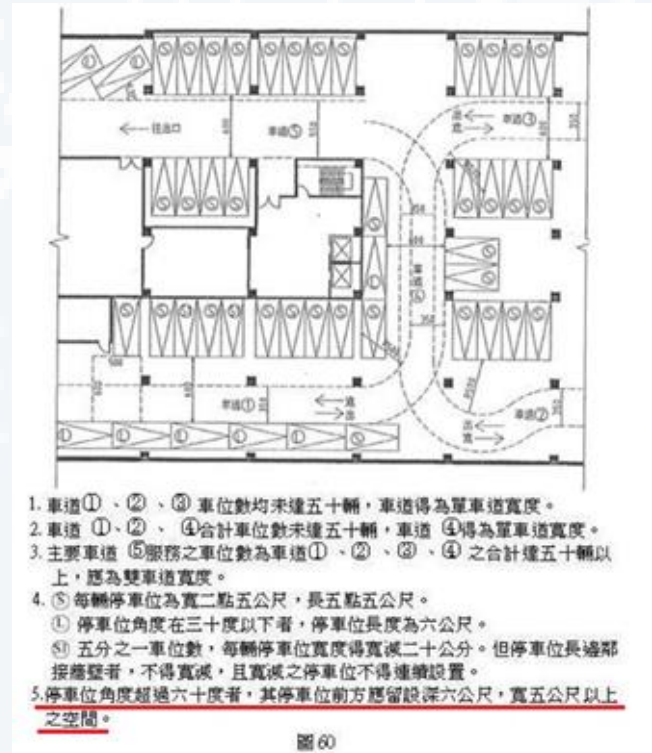 往出口
車道⑤
600
550
車道③
600
350
350
600
車道④
350
600
600
車道①
350
車道②
350
1. 車道①、②、③ 車位數均未達五十輛，車道得為單車道寬度。
2. 車道 ①、②、④合計車位數未達五十輛，車道 ④得為單車道寬度。
3. 主要車道 ⑤服務之車位數為車道①、②、③、④ 之合計達五十輛以
上，應為雙車道寬度。
4. Ⓢ 每輛停車位為寬二點五公尺，長五點五公尺。
Ⓛ 停車位角度在三十度以下者，停車位長度為六公尺。
五分之一車位數，每輛停車位寬度得寬減二十公分。但停車位長邊鄰
接牆壁者，不得寬減，且寬減之停車位不得連續設置。
5.停車位角度超過六十度者，其停車位前方應留設深六公尺，寬五公尺以上
之空間。
圖60